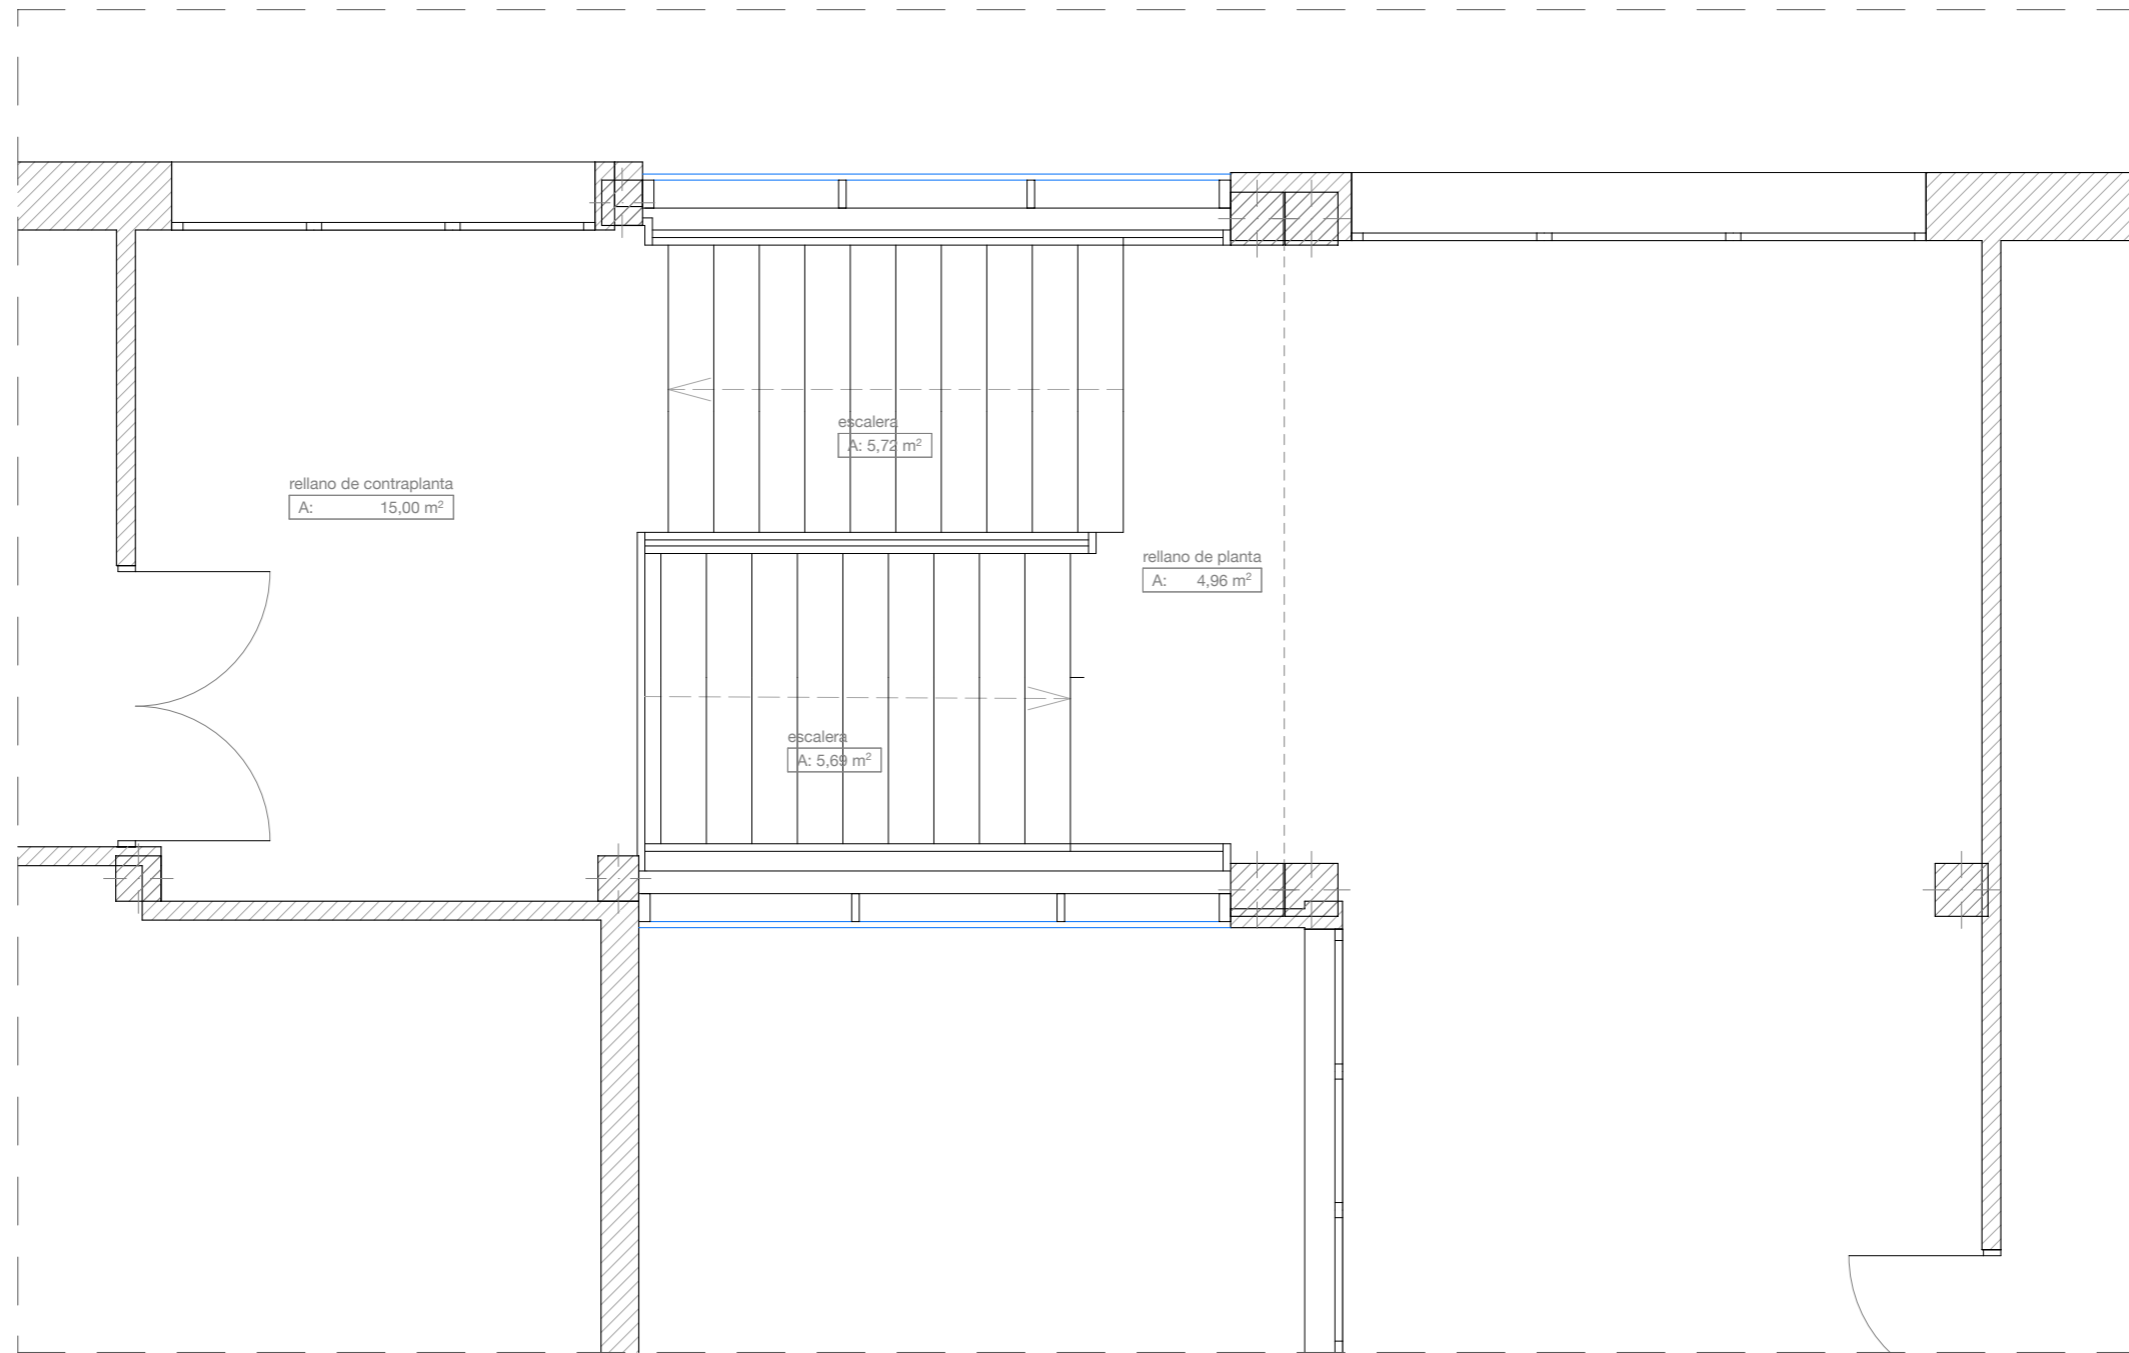 escalera
A: 5,72 m²
rellano de contraplanta
A: 15,00 m²
rellano de planta
A: 4,96 m²
escalera
A: 5,69 m²